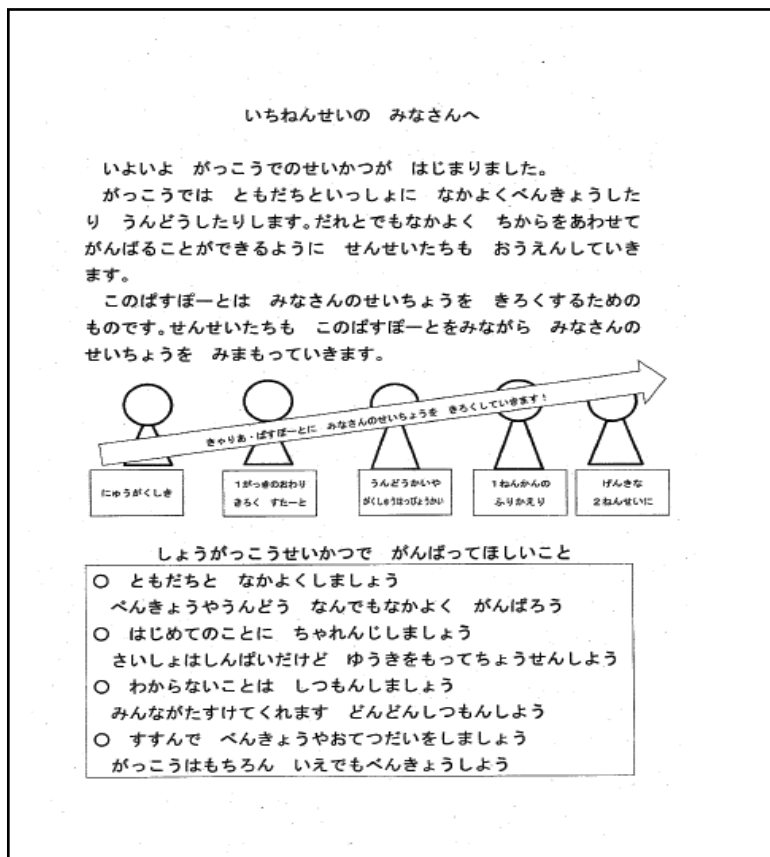 いちねんせいの　みなさんへ
いよいよ　がっこうでのせいかつが　はじまりました。
がっこうでは　ともだちといっしょに　なかよくべんきょうした
り　うんどうしたりします。だれとでもなかよく　ちからをあわせて
がんばることができるように　せんせいたちも　おうえんしていき
ます。
このぱすぽーとは　みなさんのせいちょうを　きろくするための
ものです。せんせいたちも　このぱすぽーとをみながら　みなさんの
せいちょうを　みまもっていきます。
きゃりあ・ぱすぽーとに　みなさんのせいちょうを　きろくしていきます！
にゅうがくしき
１がっきのおわり
きろく　すたーと
うんどうかいや
がくしゅうはっぴょうかい
１ねんかんの
ふりかえり
げんきな
２ねんせいに
しょうがっこうせいかつで　がんばってほしいこと
○　ともだちと　なかよくしましょう
べんきょうやうんどう　なんでもなかよく　がんばろう
○　はじめてのことに　ちゃれんじしましょう
さいしょはしんぱいだけど　ゆうきをもってちょうせんしよう
○　わからないことは　しつもんしましょう
みんながたすけてくれます　どんどんしつもんしよう
○　すすんで　べんきょうやおてつだいをしましょう
がっこうはもちろん　いえでもべんきょうしよう